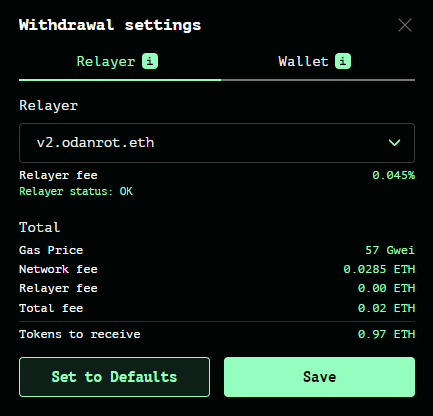 Withdrawal settings
Relayer i
Wallet i
Relayer
v2.odanrot.eth
Relayer fee 0.045%
Relayer status: OK
Total
Gas Price 57 Gwei
Network fee 0.0285 ETH
Relayer fee 0.00 ETH
Total fee 0.02 ETH
Tokens to receive 0.97 ETH
Set to Defaults
Save